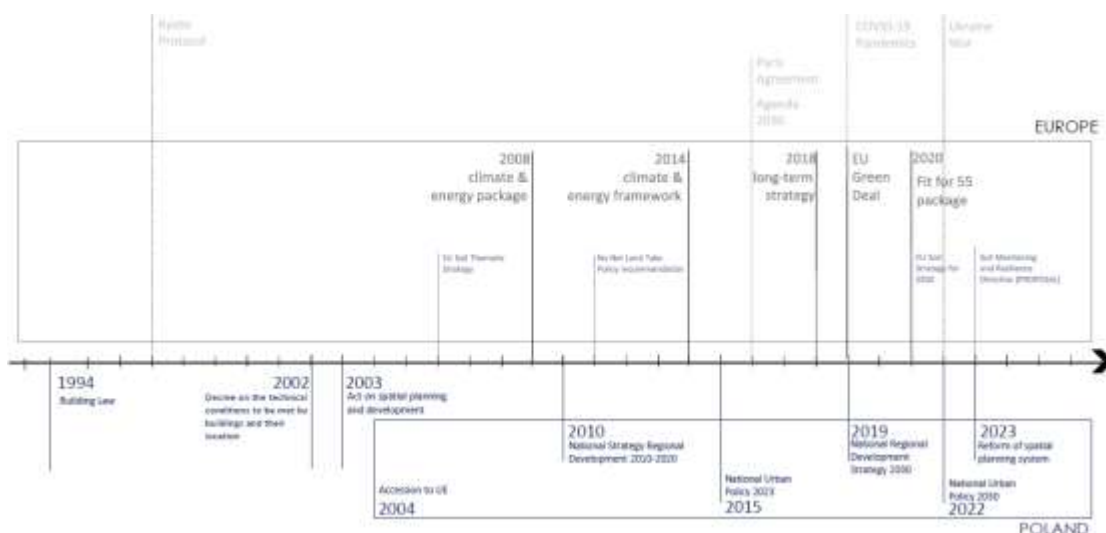 Kyoto
Protocol
COVID-19
Pandemics
Ukraine
War
Paris
Agreement
Agenda
2030
EUROPE
2008
climate &
energy package
2014
climate &
energy framework
2018
long-term
strategy
EU
Green
Deal
2020
Fit for 55
package
EU Soil Thematic
Strategy
No Net Land Take
Policy recommendation
EU Soil
Strategy for
2030
Soil Monitoring
and Resilience
Directive (PROPOSAL)
1994
Building Law
2002
Decree on the technical
conditions to be met by
buildings and their
location
2003
Act on spatial planning
and development
2010
National Strategy Regional
Development 2010-2020
2019
National Regional
Development
Strategy 2030
2023
Reform of spatial
planning system
Accession to UE
2004
National Urban
Policy 2023
2015
National Urban
Policy 2030
2022
POLAND